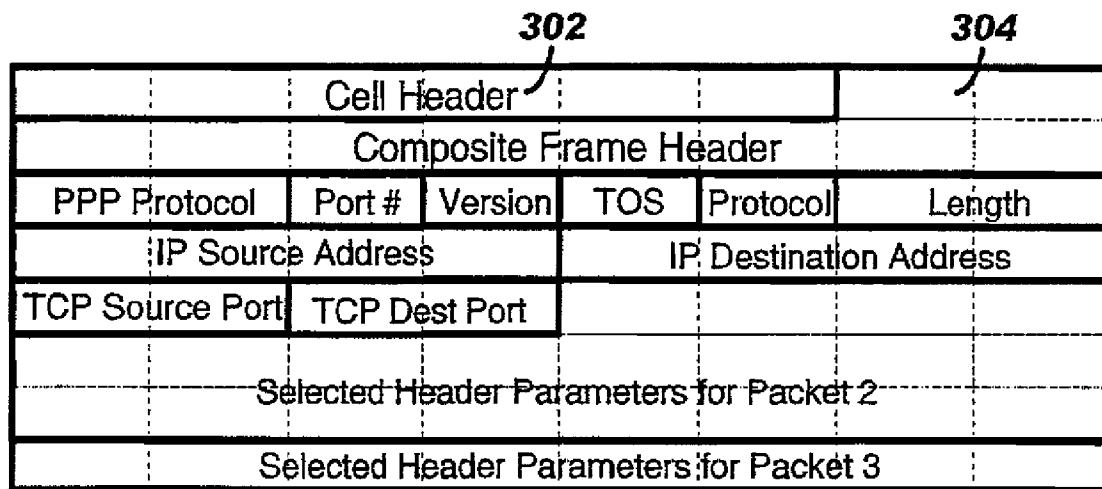 302 304
Cell Header
Composite Frame Header
PPP Protocol Port # Version TOS Protocol Length
IP Source Address IP Destination Address
TCP Source Port TCP Dest Port
Selected Header Parameters for Packet 2
Selected Header Parameters for Packet 3